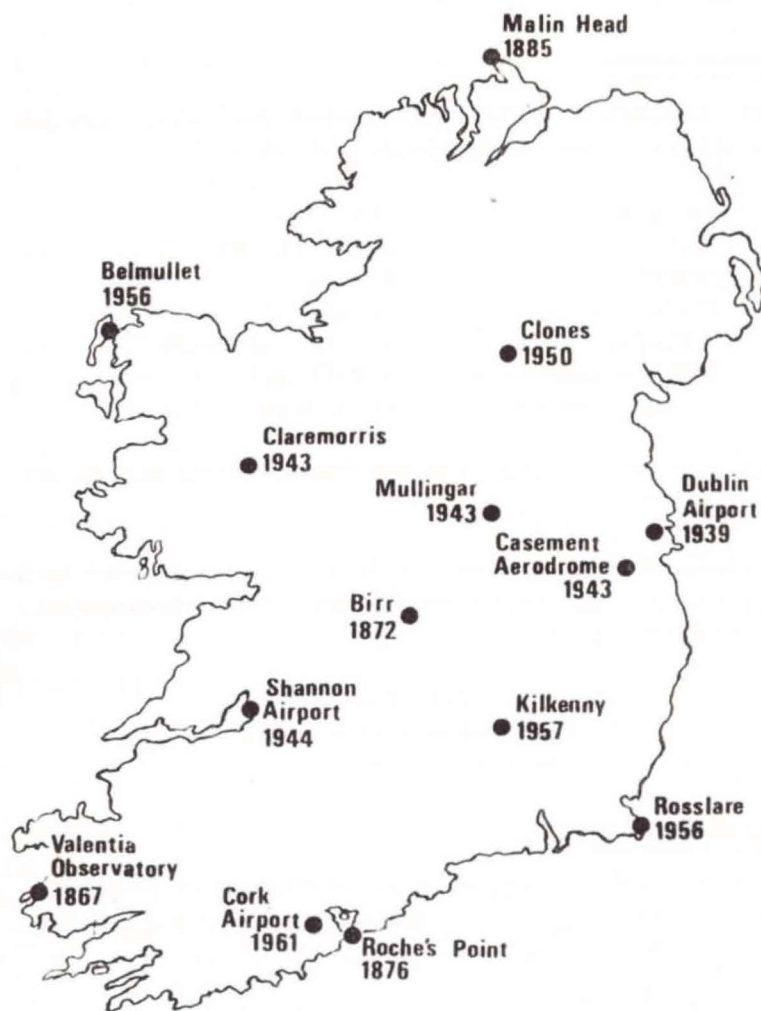 Malin Head
1885
Belmullet
1956
Clones
1950
Claremorris
1943
Mullingar
1943
Dublin
Airport
1939
Casement
Aerodrome
1943
Birr
1872
Shannon
Airport
1944
Kilkenny
1957
Rosslare
1956
Valentia
Observatory
1867
Cork
Airport
1961
Roche's Point
1876